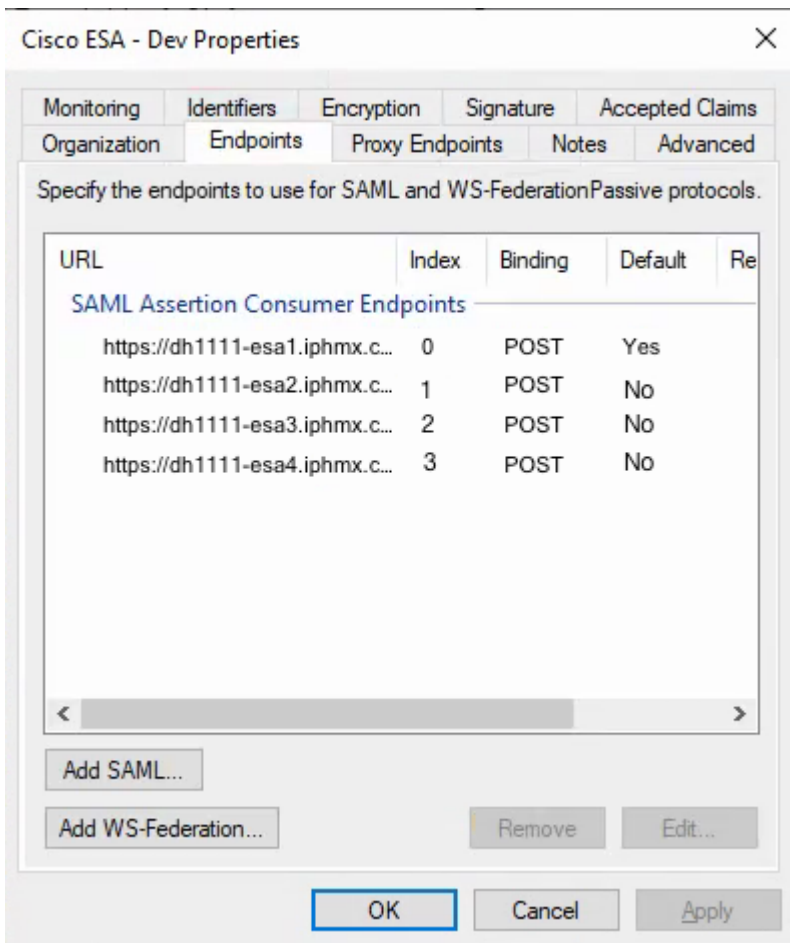 Cisco ESA - Dev Properties
Monitoring Identifiers Encryption Signature Accepted Claims
Organization Endpoints Proxy Endpoints Notes Advanced
Specify the endpoints to use for SAML and WS-FederationPassive protocols.
URL Index Binding Default Re
SAML Assertion Consumer Endpoints
https://dh1111-esa1.iphmx.c... 0 POST Yes
https://dh1111-esa2.iphmx.c... 1 POST No
https://dh1111-esa3.iphmx.c... 2 POST No
https://dh1111-esa4.iphmx.c... 3 POST No
Add SAML...
Add WS-Federation... Remove Edit...
OK Cancel Apply